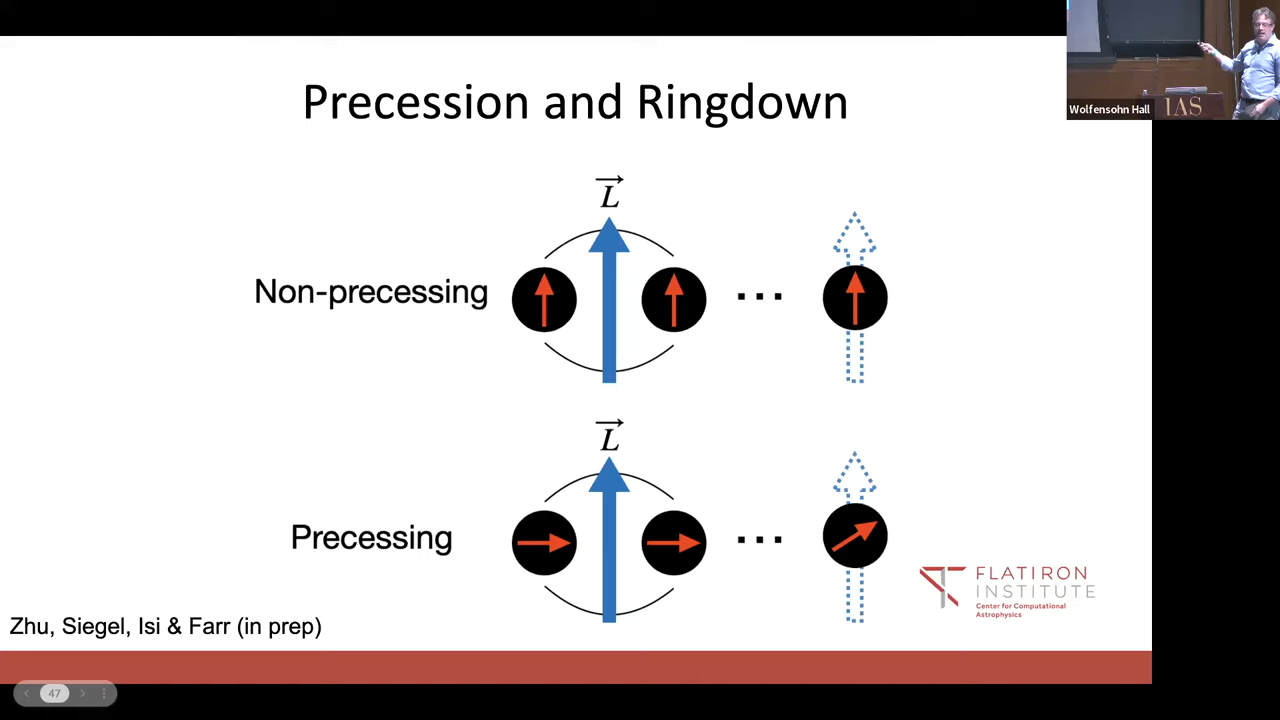 Precession and Ringdown
Wolfensohn Hall
IAS
L
Non-precessing
...
L
Precessing
...
FLATIRON
INSTITUTE
Center for Computational
Astrophysics
Zhu, Siegel, Isi & Farr (in prep)
47